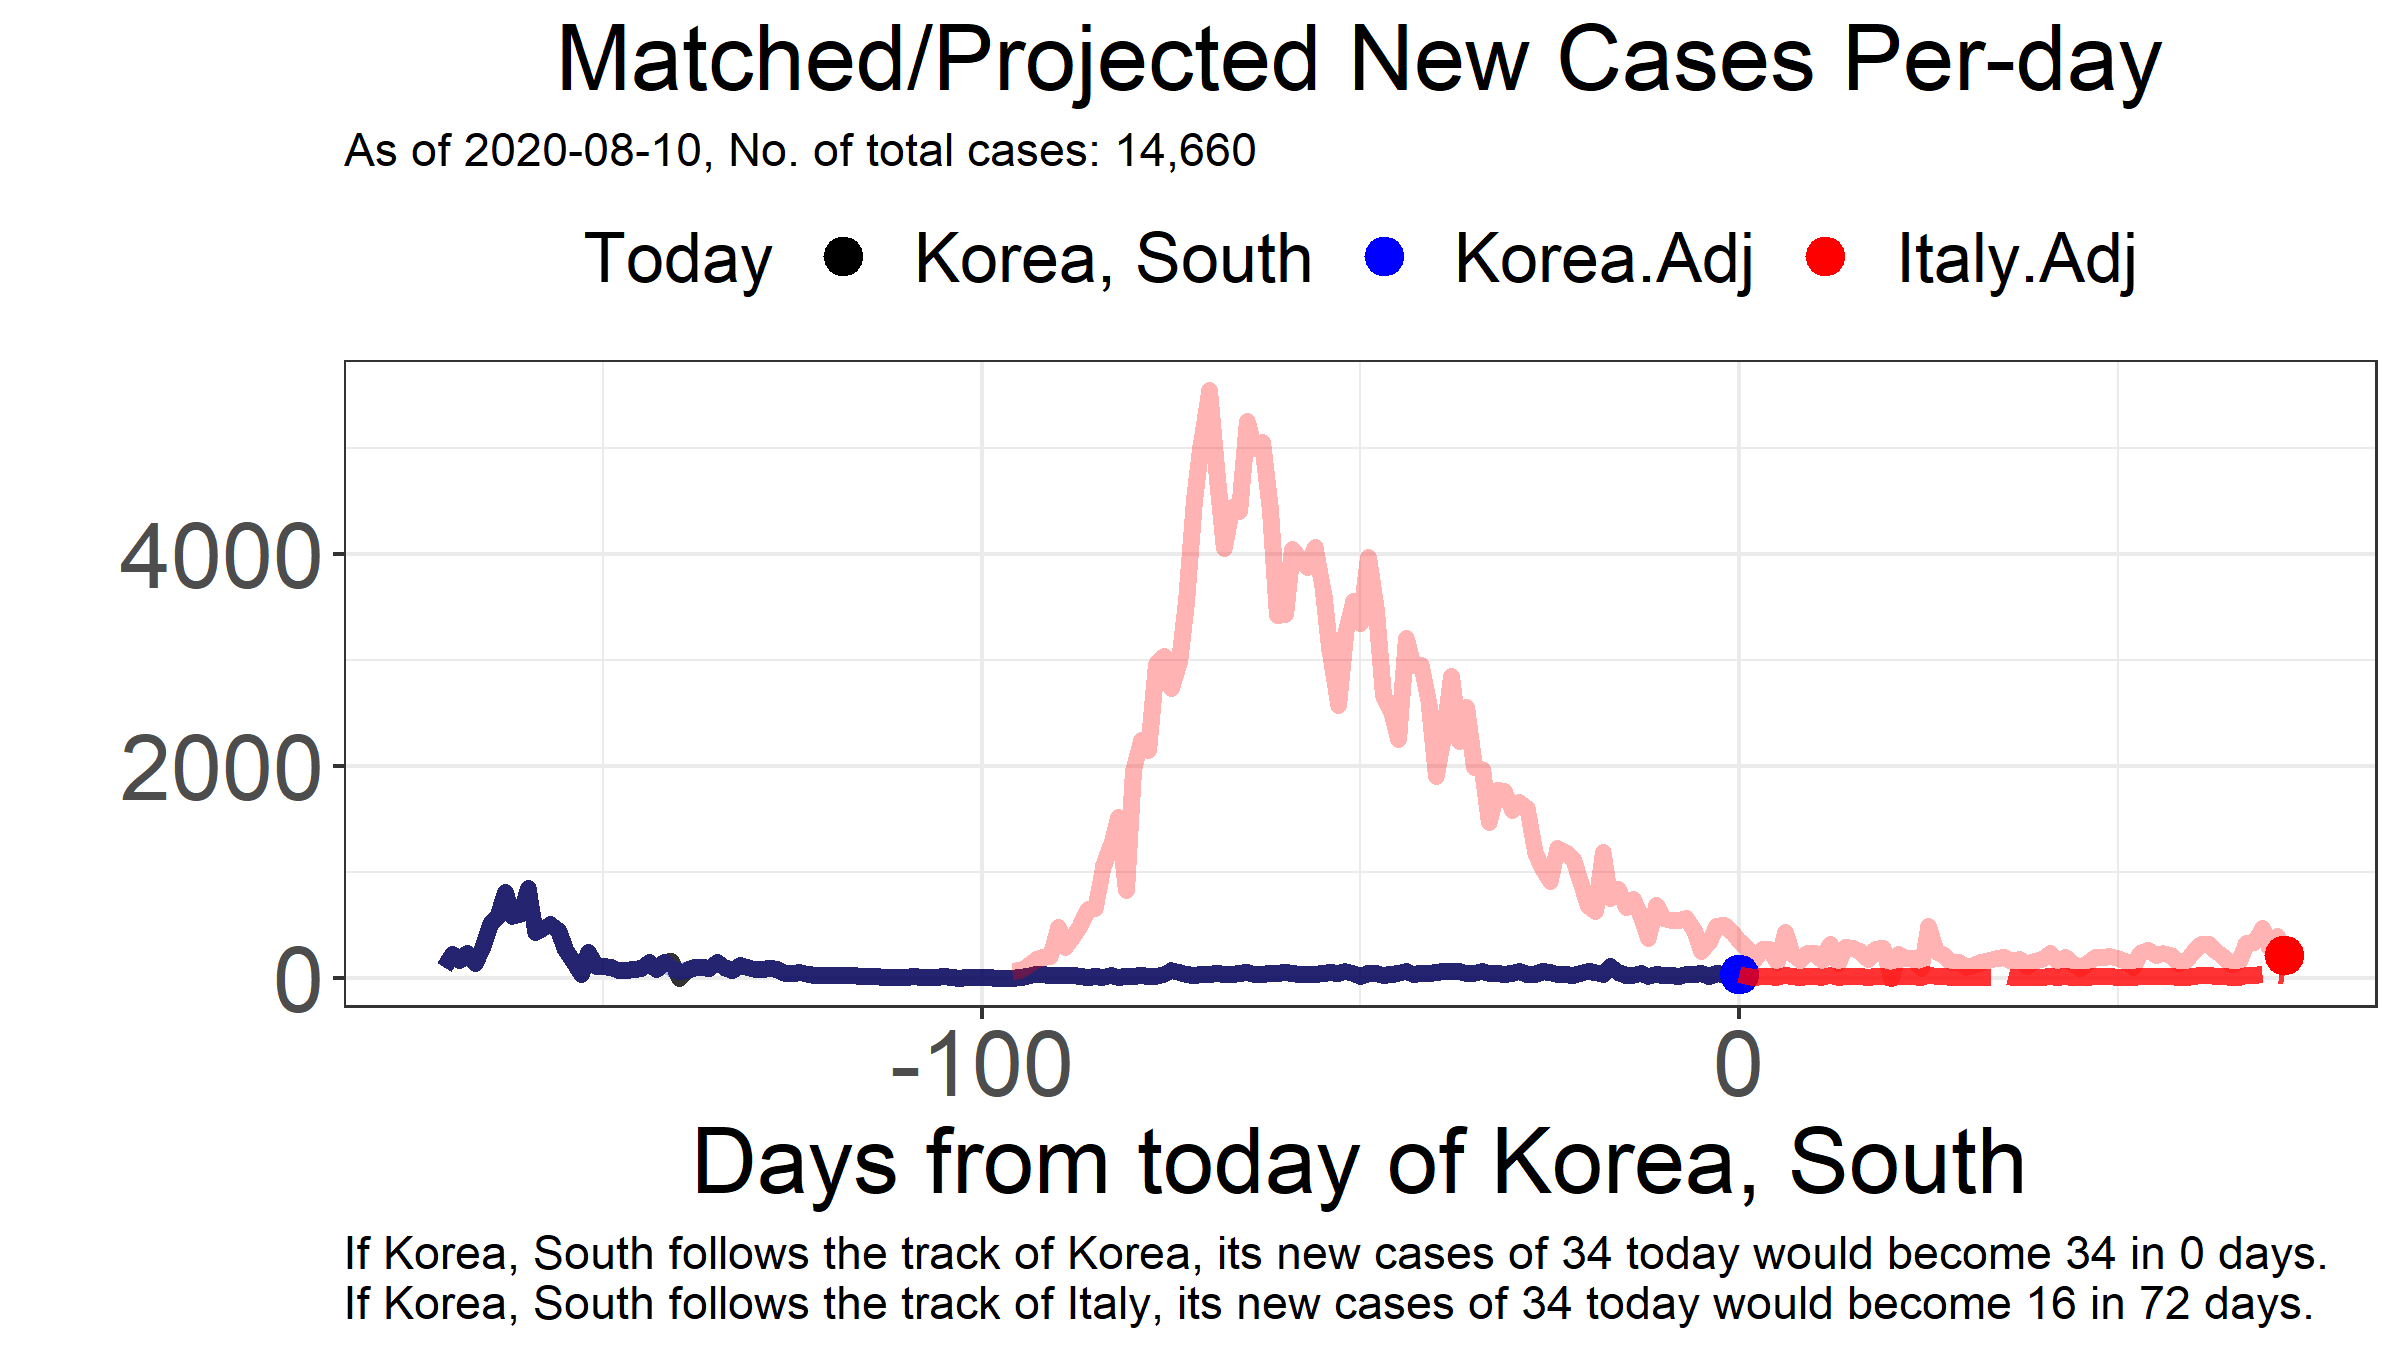 Matched/Projected New Cases Per-day
As of 2020-08-10, No. of total cases: 14,660
Today Korea, South Korea.Adj Italy.Adj
4000
2000
0
-100 0
Days from today of Korea, South
If Korea, South follows the track of Korea, its new cases of 34 today would become 34 in 0 days.
If Korea, South follows the track of Italy, its new cases of 34 today would become 16 in 72 days.